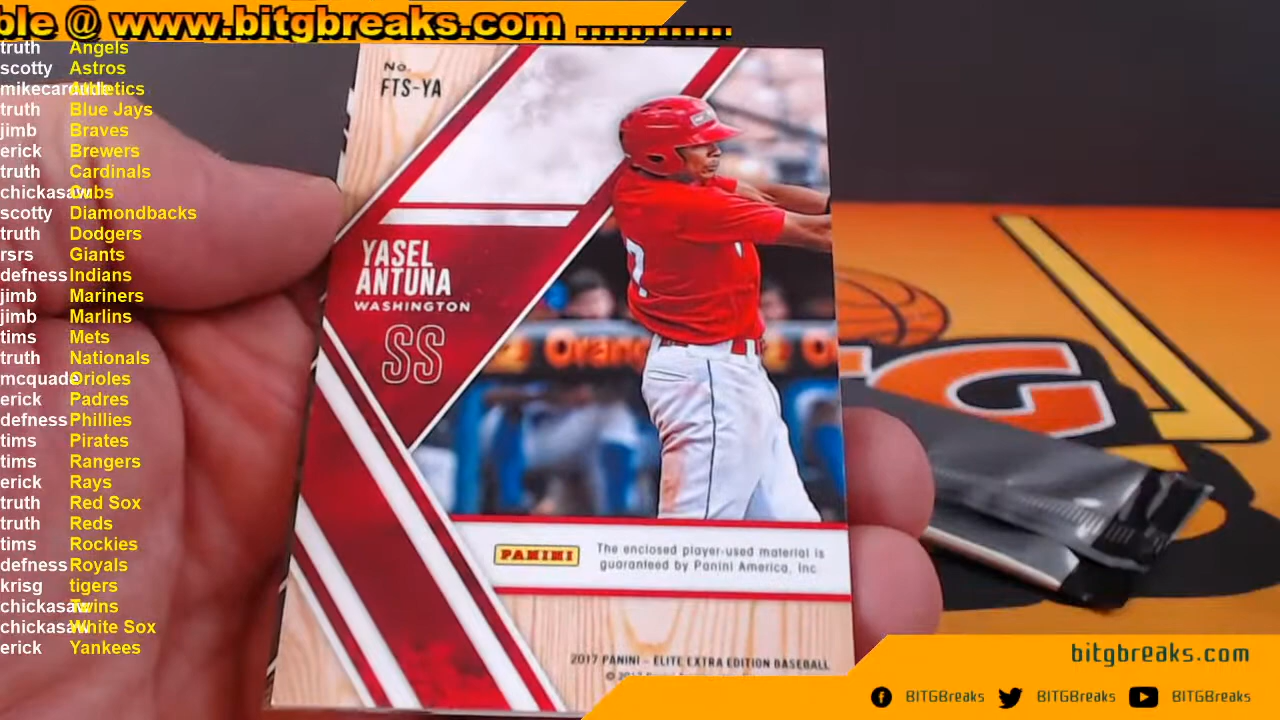 ble @ www.bitgbreaks.com ............
truth Angels
scotty Astros
truth Blue Jays
jimb Braves
erick Brewers
truth Cardinals
chickasaw Cubs
scotty Diamondbacks
truth Dodgers
rsrs Giants
defness Indians
jimb Mariners
jimb Marlins
tims Mets
truth Nationals
mcquade Orioles
erick Padres
defness Phillies
tims Pirates
tims Rangers
erick Rays
truth Red Sox
truth Reds
tims Rockies
defness Royals
krisg tigers
chickasaw Twins
chickasaw White Sox
erick Yankees
No.
FTS-YA
YASEL
ANTUNA
WASHINGTON
SS
PANINI
The enclosed player-used material is
guaranteed by Panini America, Inc
2017 PANINI - ELITE EXTRA EDITION BASEBALL
G
bitgbreaks.com
BITGBreaks
BITGBreaks
BITGBreaks